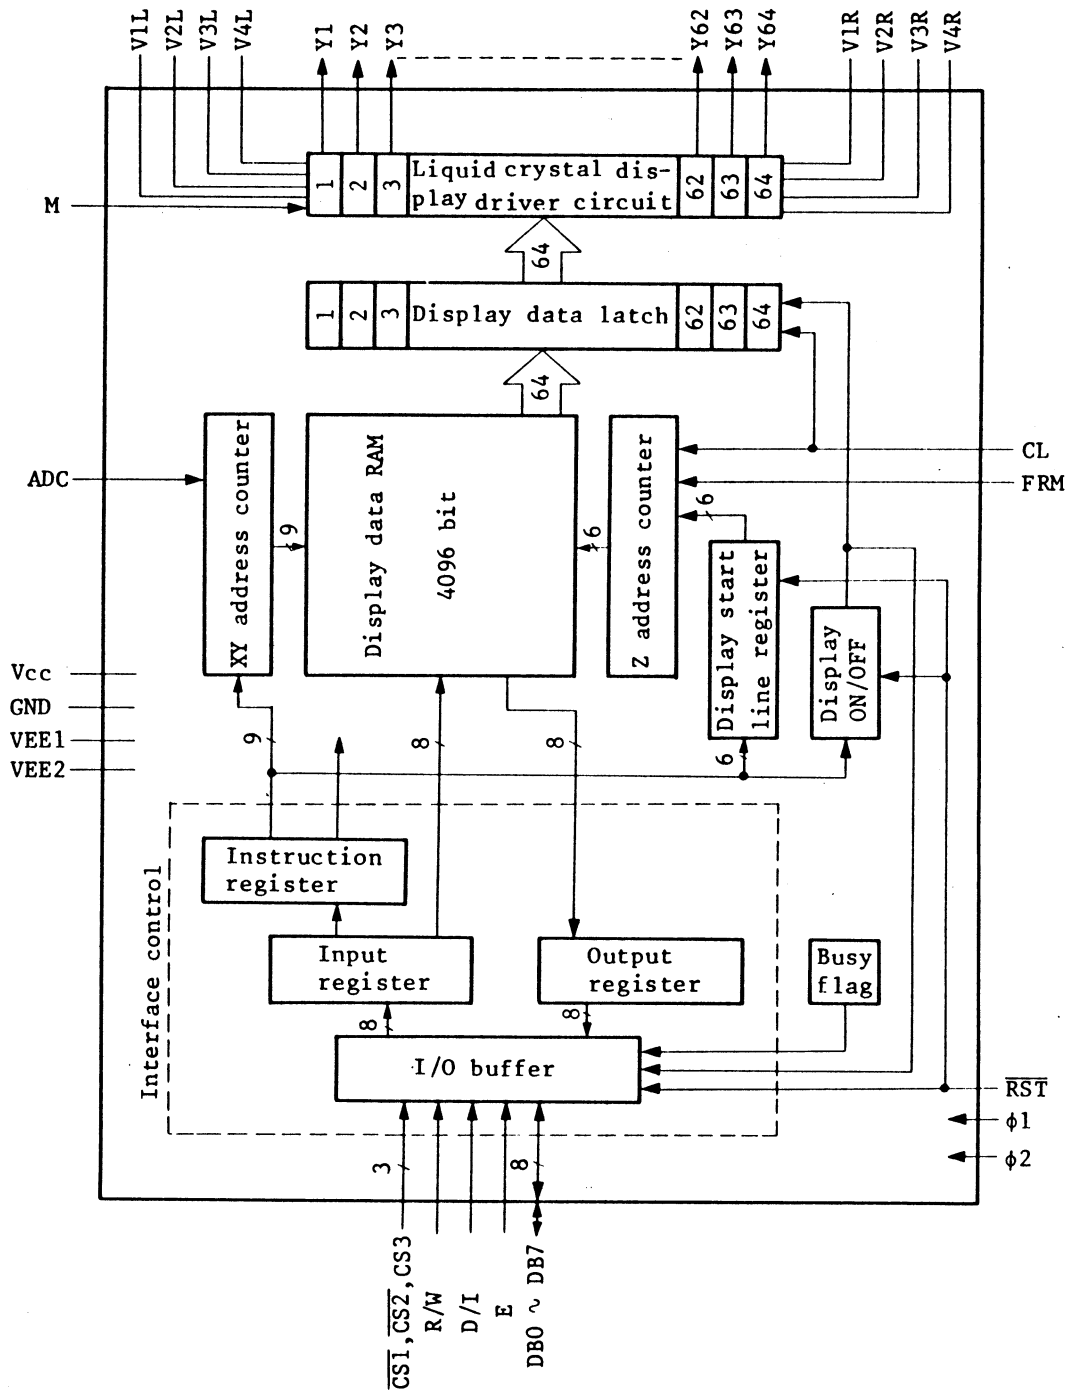 V1L
V2L
V3L
V4L
Y1
Y2
Y3
Y62
Y63
Y64
V1R
V2R
V3R
V4R
M
1
2
3
Liquid crystal dis-
play driver circuit
62
63
64
64
1
2
3
Display data latch
62
63
64
64
ADC
XY address counter
9
Display data RAM
4096 bit
6
Z address counter
6
CL
FRM
Display start
line register
Display
ON/OFF
Vcc
GND
VEE1
VEE2
9
8
8
6
Interface control
Instruction
register
Input
register
Output
register
Busy
flag
8
8
I/O buffer
R̅S̅T̅
ϕ1
ϕ2
3
8
C̅S̅1̅, C̅S̅2̅, CS3
R/W
D/I
E
DB0 ~ DB7